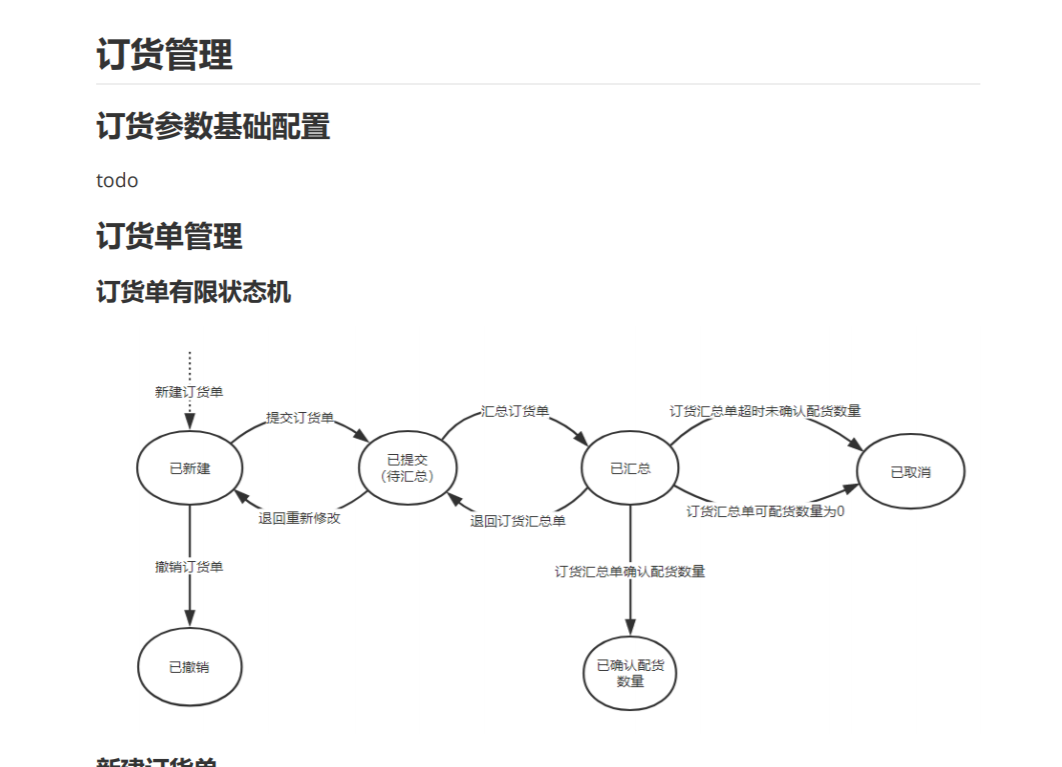 订货管理
订货参数基础配置
todo
订货单管理
订货单有限状态机
新建订货单
提交订货单
汇总订货单
订货汇总单超时未确认配货数量
已新建
已提交
（待汇总）
已汇总
已取消
退回重新修改
退回订货汇总单
订货汇总单可配货数量为0
撤销订货单
订货汇总单确认配货数量
已撤销
已确认配货
数量
新建订货单